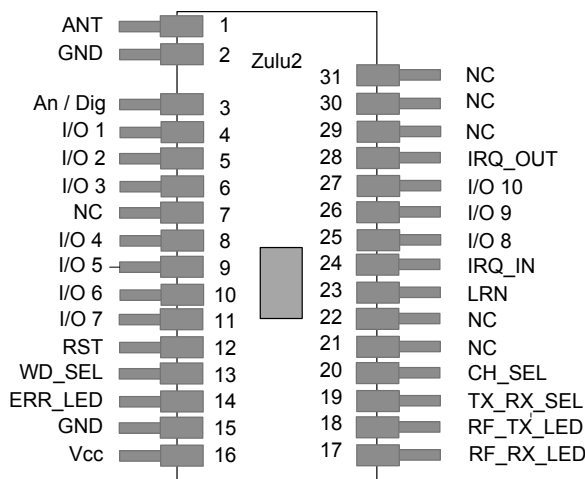 ANT 1
GND 2
Zulu2
An / Dig 3
I/O 1 4
I/O 2 5
I/O 3 6
NC 7
I/O 4 8
I/O 5 9
I/O 6 10
I/O 7 11
RST 12
WD_SEL 13
ERR_LED 14
GND 15
Vcc 16
31 NC
30 NC
29 NC
28 IRQ_OUT
27 I/O 10
26 I/O 9
25 I/O 8
24 IRQ_IN
23 LRN
22 NC
21 NC
20 CH_SEL
19 TX_RX_SEL
18 RF_TX_LED
17 RF_RX_LED